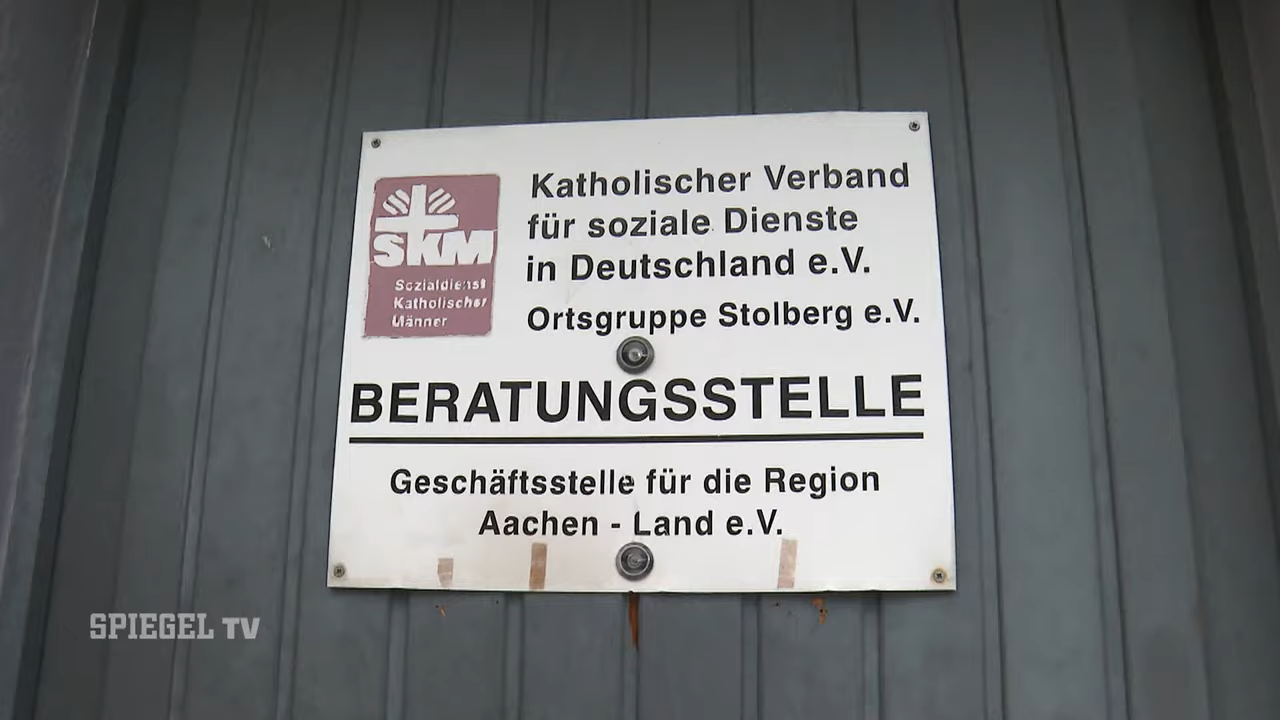 SKM
Sozialdienst
Katholischer
Männer
Katholischer Verband
für soziale Dienste
in Deutschland e.V.
Ortsgruppe Stolberg e.V.
BERATUNGSSTELLE
Geschäftsstelle für die Region
Aachen - Land e.V.
SPIEGEL TV